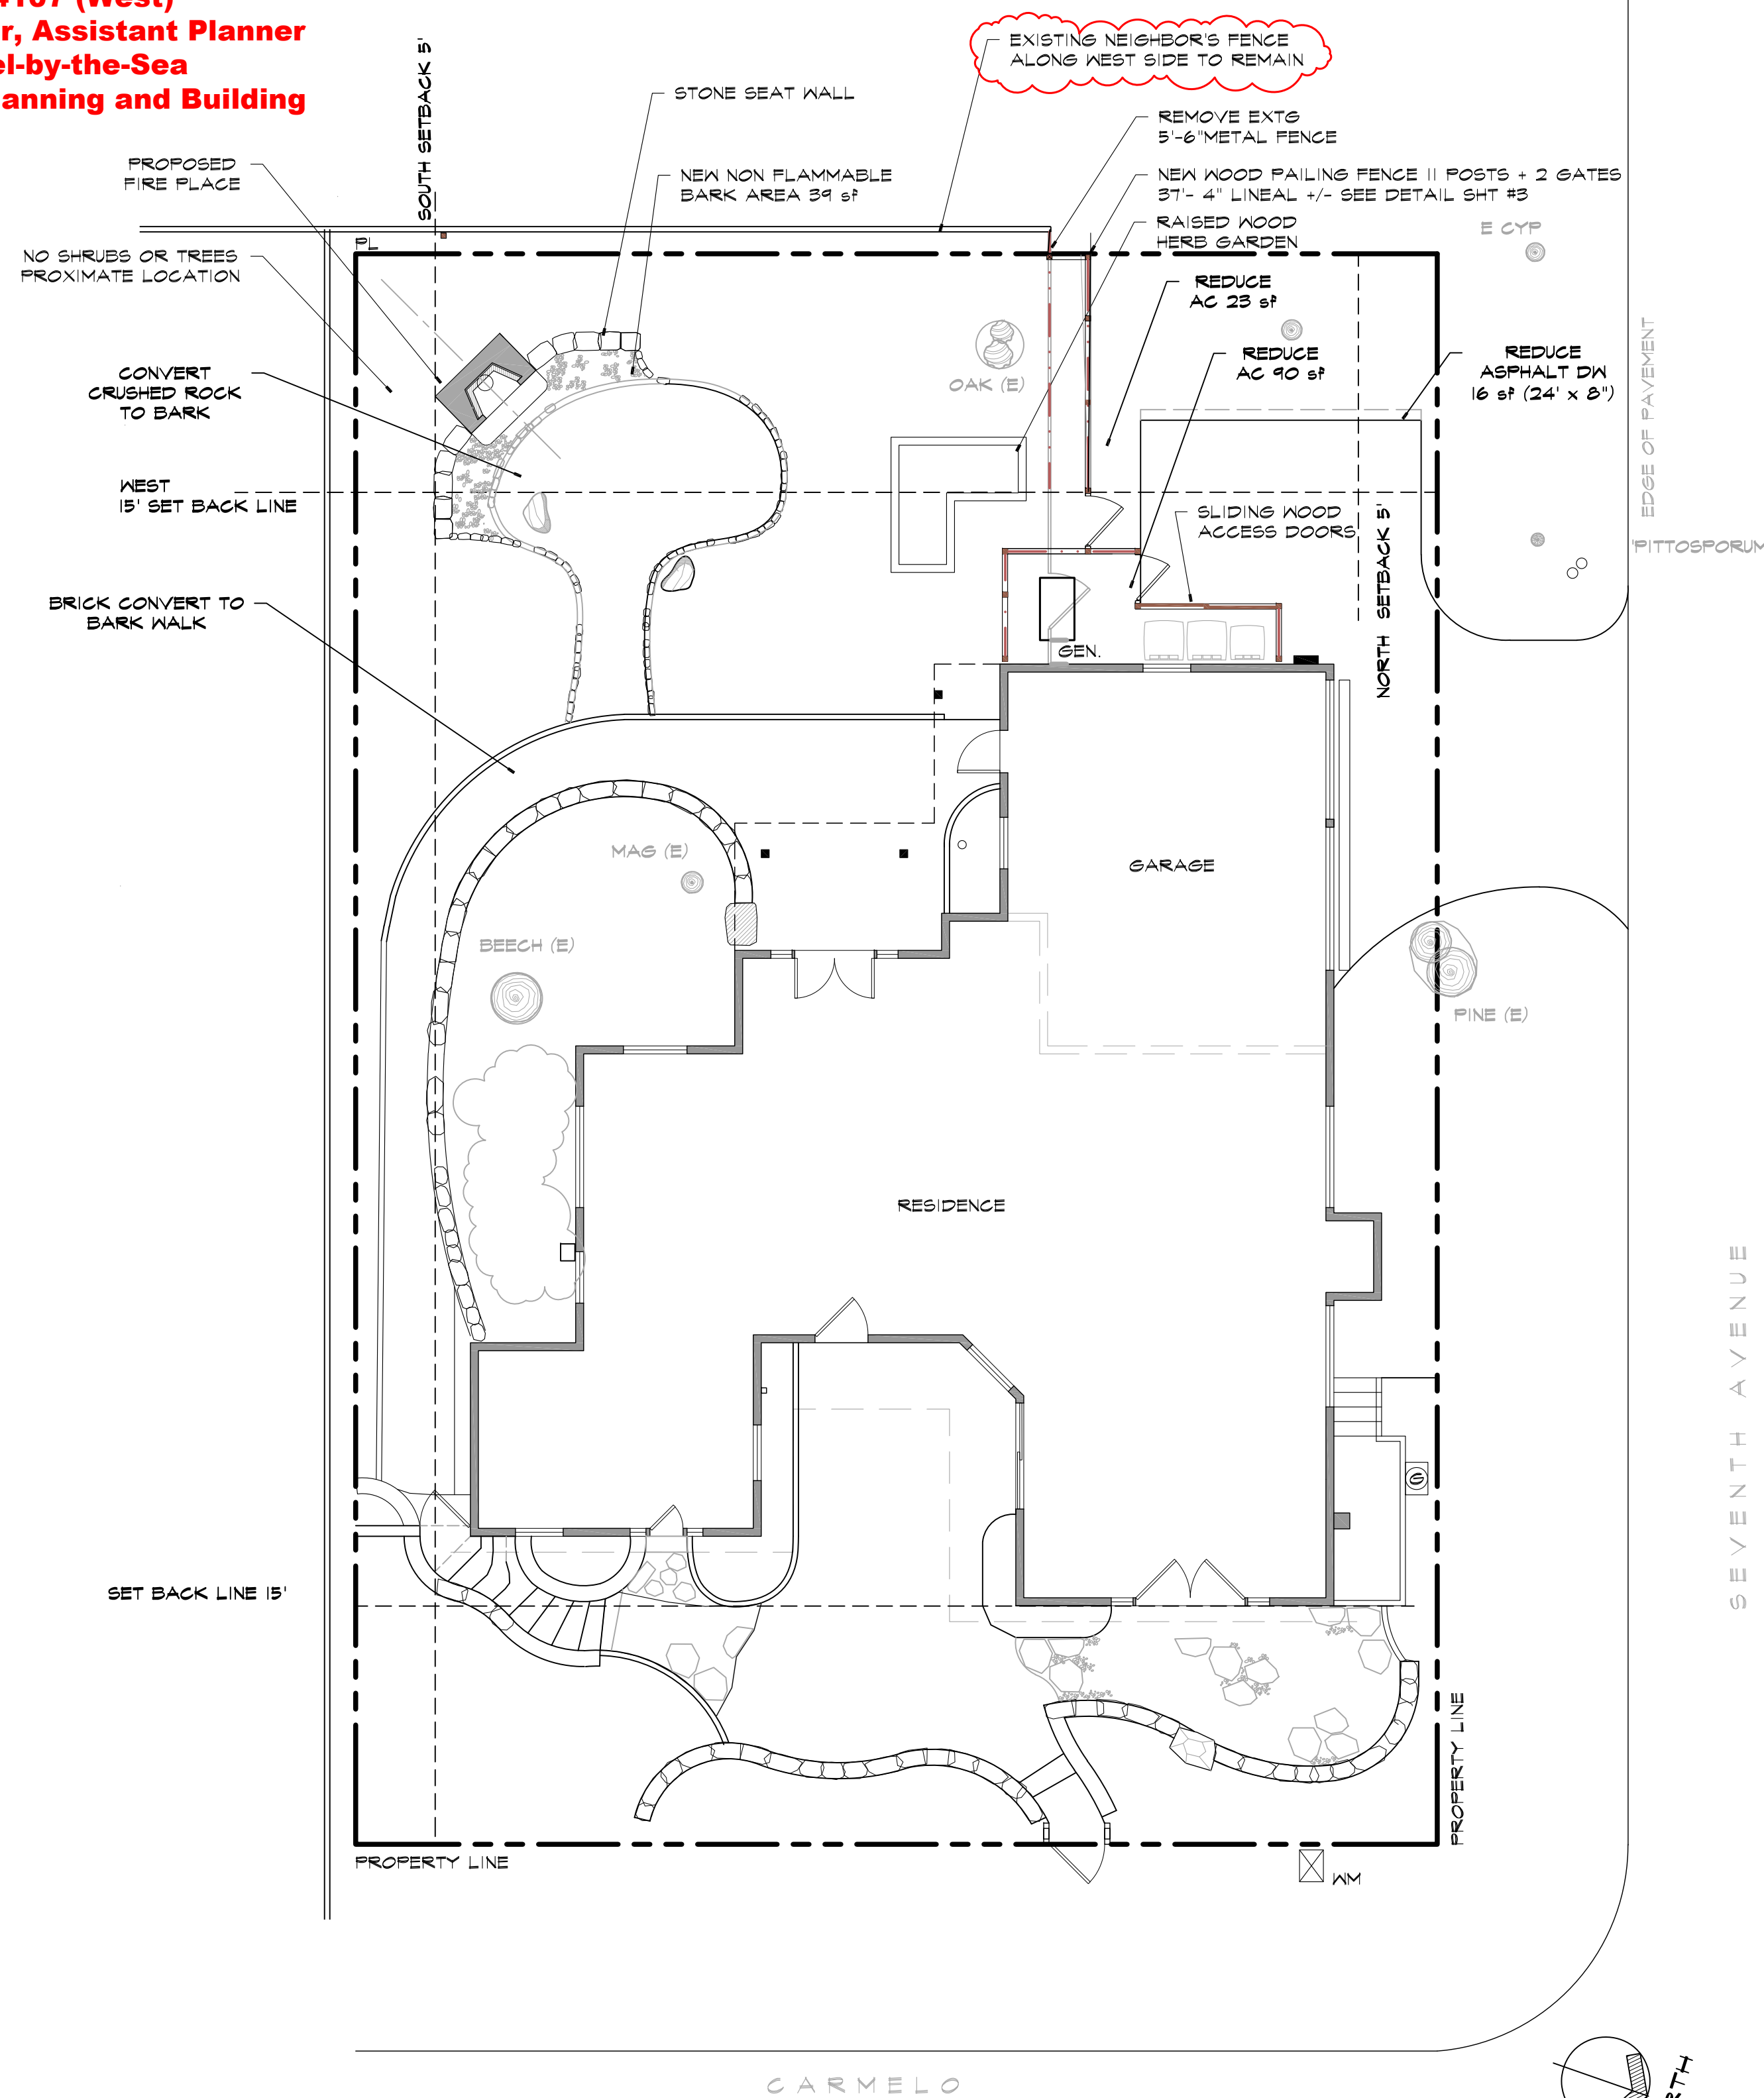 #107 (West)
r, Assistant Planner
el-by-the-Sea
anning and Building
SOUTH SETBACK 5'
EXISTING NEIGHBOR'S FENCE
ALONG WEST SIDE TO REMAIN
STONE SEAT WALL
REMOVE EXTG
5'-6"METAL FENCE
PROPOSED
FIRE PLACE
NEW NON FLAMMABLE
BARK AREA 39 sf
NEW WOOD PAILING FENCE 11 POSTS + 2 GATES
37'- 4" LINEAL +/- SEE DETAIL SHT #3
RAISED WOOD
HERB GARDEN
E CYP
PL
NO SHRUBS OR TREES
PROXIMATE LOCATION
REDUCE
AC 23 sf
REDUCE
AC 90 sf
REDUCE
ASPHALT DW
16 sf (24' x 8")
EDGE OF PAVEMENT
CONVERT
CRUSHED ROCK
TO BARK
OAK (E)
WEST
15' SET BACK LINE
SLIDING WOOD
ACCESS DOORS
NORTH SETBACK 5'
PITTOSPORUM
BRICK CONVERT TO
BARK WALK
GEN.
MAG (E)
GARAGE
BEECH (E)
PINE (E)
RESIDENCE
SEVENTH AVENUE
G
SET BACK LINE 15'
PROPERTY LINE
PROPERTY LINE
WM
CARMELO